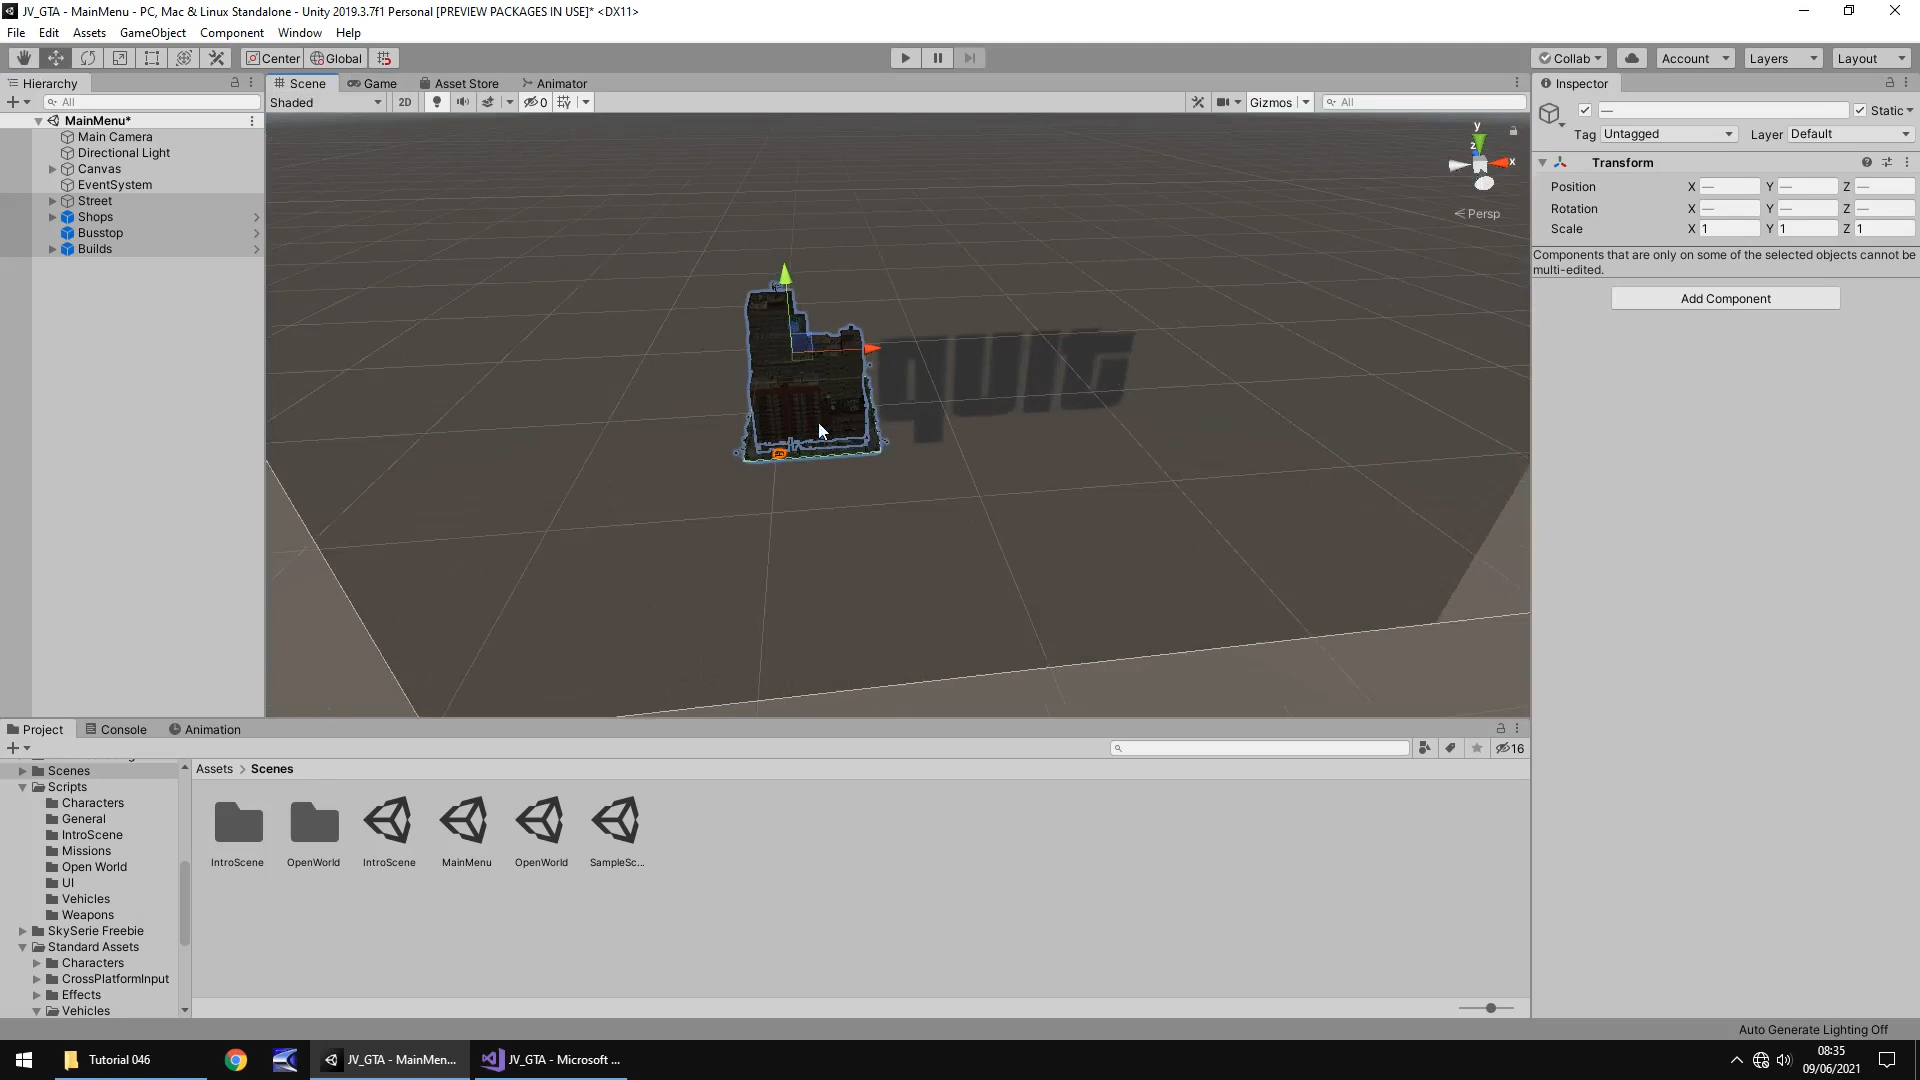 JV_GTA - MainMenu - PC, Mac & Linux Standalone - Unity 2019.3.7f1 Personal [PREVIEW PACKAGES IN USE]* <DX11>
File Edit Assets GameObject Component Window Help
Center Global Collab Account Layers Layout
Hierarchy Scene Game Asset Store Animator Inspector
All Shaded 2D 0 Gizmos All — Static
MainMenu*
Main Camera
Directional Light
Canvas
EventSystem
Street
Shops
Busstop
Builds
y
z x
Persp
quit
Tag Untagged Layer Default
Transform
Position X — Y — Z —
Rotation X — Y — Z —
Scale X 1 Y 1 Z 1
Components that are only on some of the selected objects cannot be
multi-edited.
Add Component
Project Console Animation
16
Scenes
Scripts
Characters
General
IntroScene
Missions
Open World
UI
Vehicles
Weapons
SkySerie Freebie
Standard Assets
Characters
CrossPlatformInput
Effects
Vehicles
Assets > Scenes
IntroScene OpenWorld IntroScene MainMenu OpenWorld SampleSc...
Auto Generate Lighting Off
Tutorial 046 JV_GTA - MainMen... JV_GTA - Microsoft ...
08:35
09/06/2021